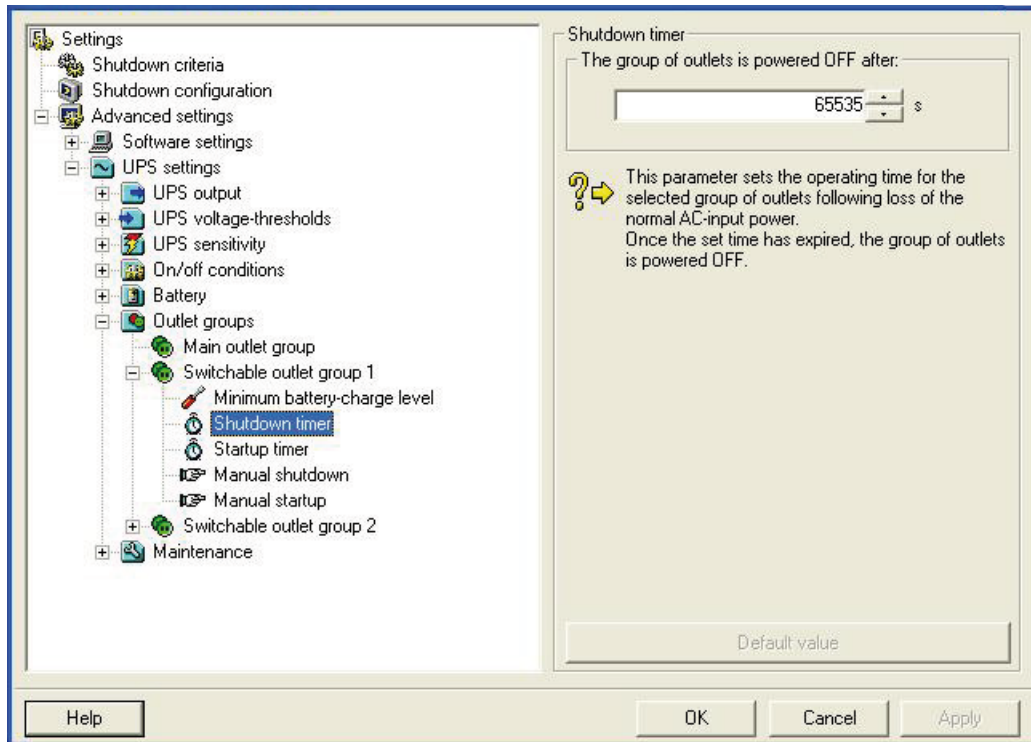 Settings
Shutdown criteria
Shutdown configuration
Advanced settings
Software settings
UPS settings
UPS output
UPS voltage-thresholds
UPS sensitivity
On/off conditions
Battery
Outlet groups
Main outlet group
Switchable outlet group 1
Minimum battery-charge level
Shutdown timer
Startup timer
Manual shutdown
Manual startup
Switchable outlet group 2
Maintenance
Shutdown timer
The group of outlets is powered OFF after:
65535 s
This parameter sets the operating time for the
selected group of outlets following loss of the
normal AC-input power.
Once the set time has expired, the group of outlets
is powered OFF.
Default value
Help
OK
Cancel
Apply